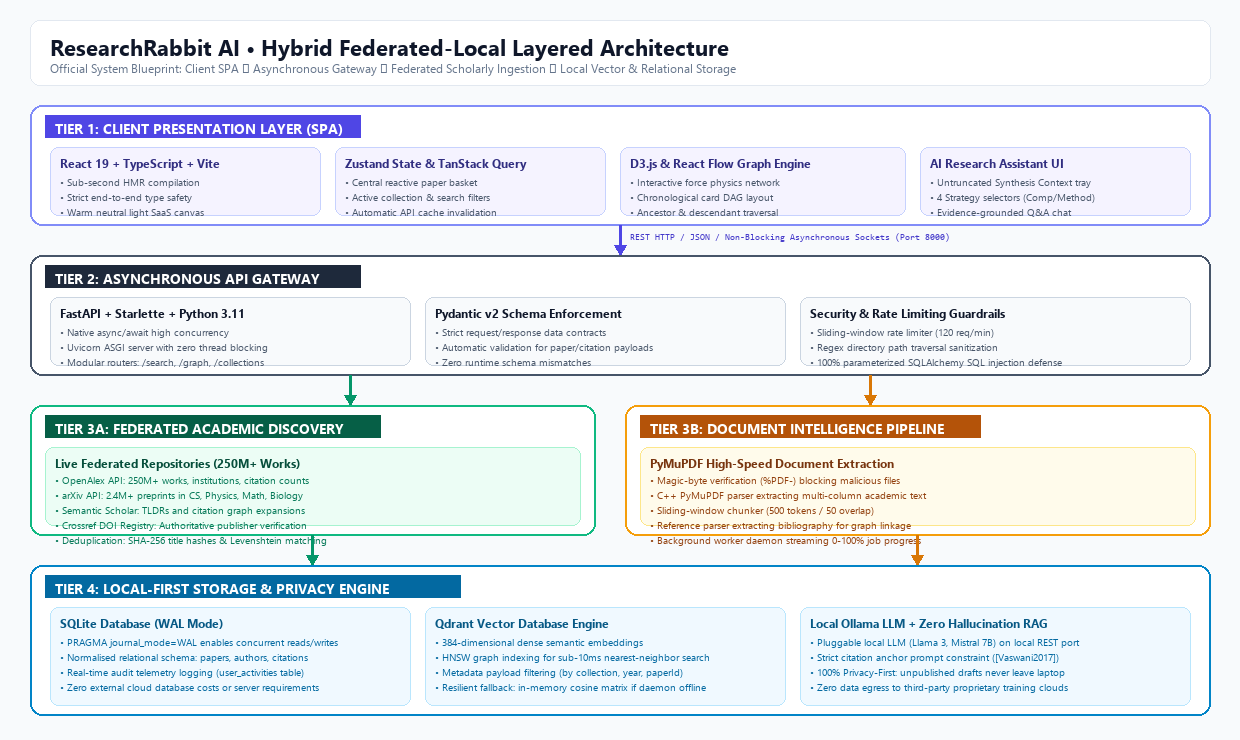 ResearchRabbit AI • Hybrid Federated-Local Layered Architecture
Official System Blueprint: Client SPA ▯ Asynchronous Gateway ▯ Federated Scholarly Ingestion ▯ Local Vector & Relational Storage
TIER 1: CLIENT PRESENTATION LAYER (SPA)
React 19 + TypeScript + Vite
• Sub-second HMR compilation
• Strict end-to-end type safety
• Warm neutral light SaaS canvas
Zustand State & TanStack Query
• Central reactive paper basket
• Active collection & search filters
• Automatic API cache invalidation
D3.js & React Flow Graph Engine
• Interactive force physics network
• Chronological card DAG layout
• Ancestor & descendant traversal
AI Research Assistant UI
• Untruncated Synthesis Context tray
• 4 Strategy selectors (Comp/Method)
• Evidence-grounded Q&A chat
REST HTTP / JSON / Non-Blocking Asynchronous Sockets (Port 8000)
TIER 2: ASYNCHRONOUS API GATEWAY
FastAPI + Starlette + Python 3.11
• Native async/await high concurrency
• Uvicorn ASGI server with zero thread blocking
• Modular routers: /search, /graph, /collections
Pydantic v2 Schema Enforcement
• Strict request/response data contracts
• Automatic validation for paper/citation payloads
• Zero runtime schema mismatches
Security & Rate Limiting Guardrails
• Sliding-window rate limiter (120 req/min)
• Regex directory path traversal sanitization
• 100% parameterized SQLAlchemy SQL injection defense
TIER 3A: FEDERATED ACADEMIC DISCOVERY
Live Federated Repositories (250M+ Works)
• OpenAlex API: 250M+ works, institutions, citation counts
• arXiv API: 2.4M+ preprints in CS, Physics, Math, Biology
• Semantic Scholar: TLDRs and citation graph expansions
• Crossref DOI Registry: Authoritative publisher verification
• Deduplication: SHA-256 title hashes & Levenshtein matching
TIER 3B: DOCUMENT INTELLIGENCE PIPELINE
PyMuPDF High-Speed Document Extraction
• Magic-byte verification (%PDF-) blocking malicious files
• C++ PyMuPDF parser extracting multi-column academic text
• Sliding-window chunker (500 tokens / 50 overlap)
• Reference parser extracting bibliography for graph linkage
• Background worker daemon streaming 0-100% job progress
TIER 4: LOCAL-FIRST STORAGE & PRIVACY ENGINE
SQLite Database (WAL Mode)
• PRAGMA journal_mode=WAL enables concurrent reads/writes
• Normalised relational schema: papers, authors, citations
• Real-time audit telemetry logging (user_activities table)
• Zero external cloud database costs or server requirements
Qdrant Vector Database Engine
• 384-dimensional dense semantic embeddings
• HNSW graph indexing for sub-10ms nearest-neighbor search
• Metadata payload filtering (by collection, year, paperId)
• Resilient fallback: in-memory cosine matrix if daemon offline
Local Ollama LLM + Zero Hallucination RAG
• Pluggable local LLM (Llama 3, Mistral 7B) on local REST port
• Strict citation anchor prompt constraint ([Vaswani2017])
• 100% Privacy-First: unpublished drafts never leave laptop
• Zero data egress to third-party proprietary training clouds